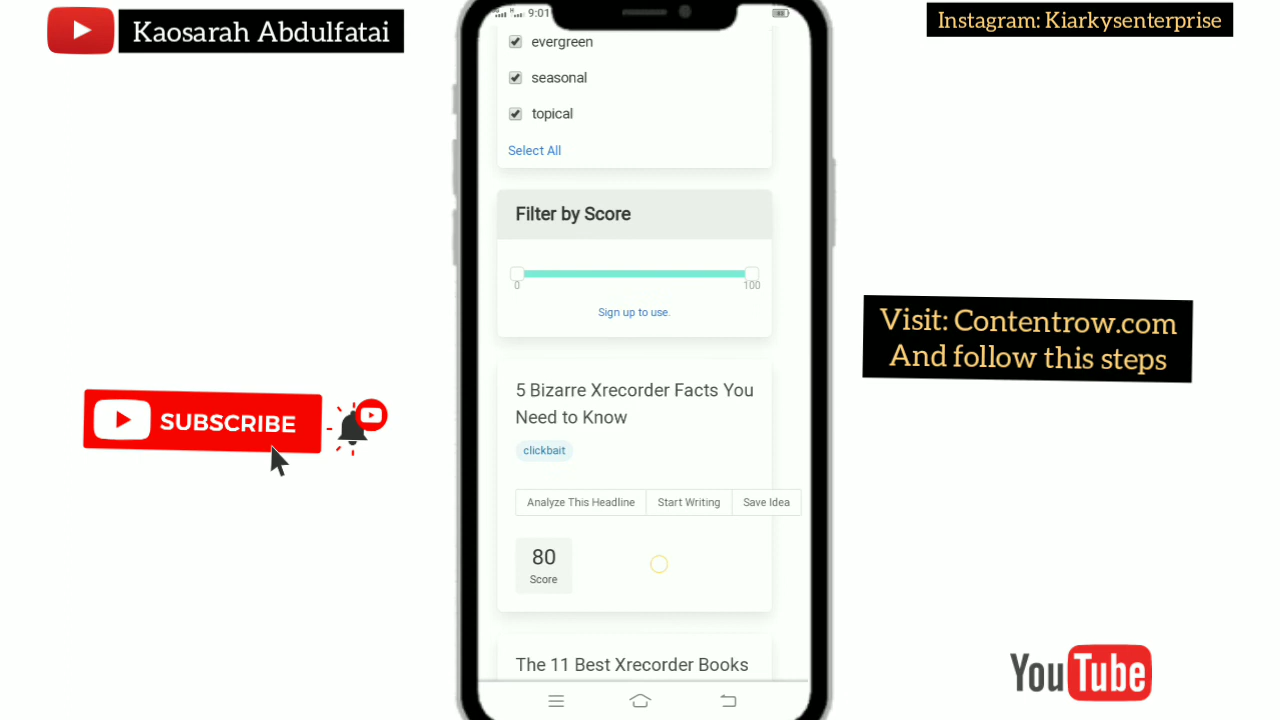 Kaosarah Abdulfatai
Instagram: Kiarkysenterprise
9:01
evergreen
seasonal
topical
Select All
Filter by Score
0
100
Sign up to use.
Visit: Contentrow.com
And follow this steps
5 Bizarre Xrecorder Facts You
Need to Know
clickbait
SUBSCRIBE
Analyze This Headline
Start Writing
Save Idea
80
Score
The 11 Best Xrecorder Books
YouTube